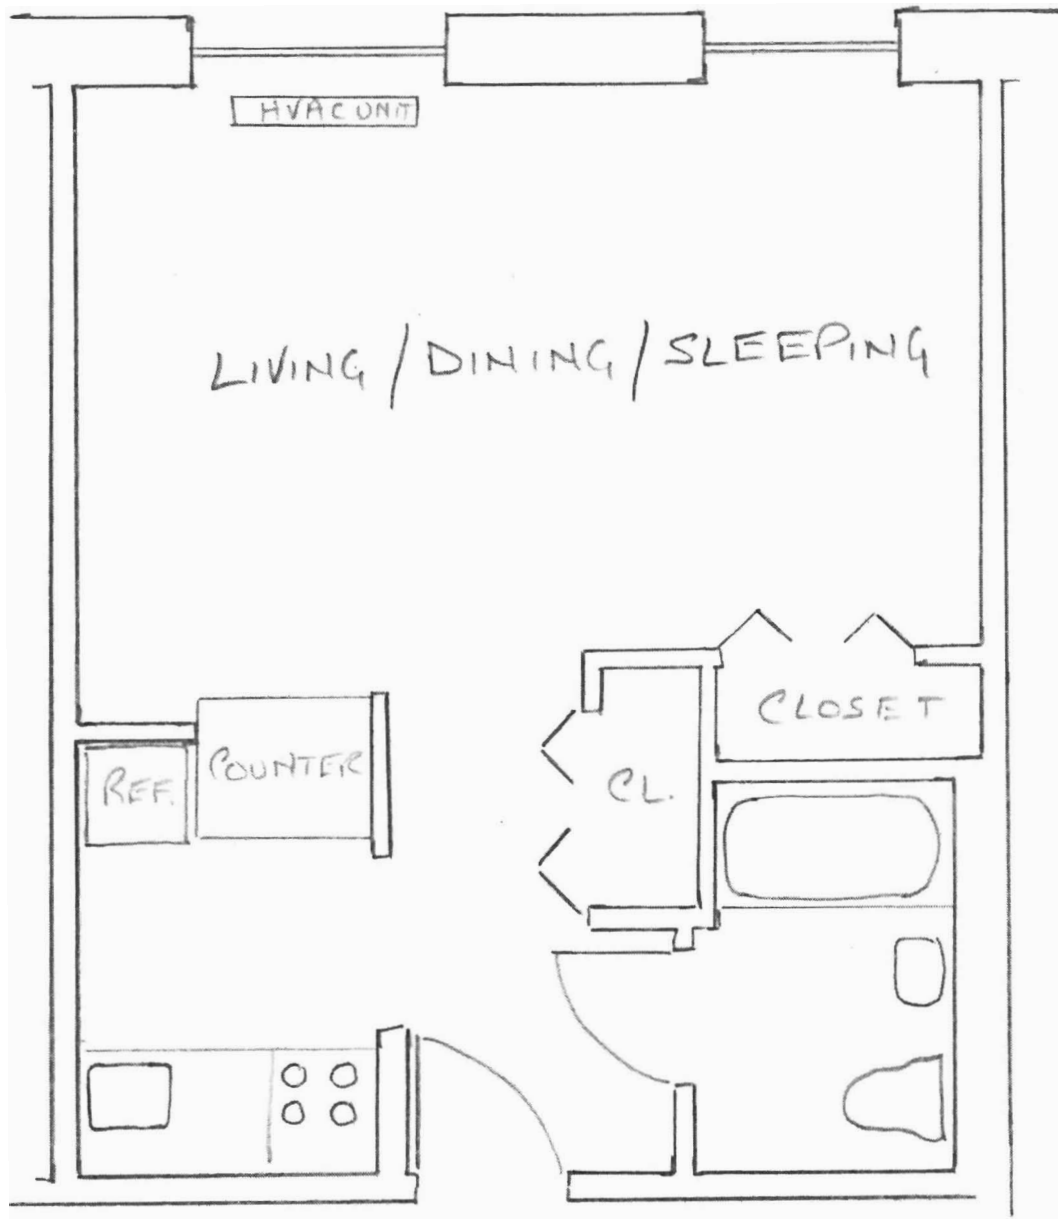 HVAC UNIT
LIVING / DINING / SLEEPING
CLOSET
COUNTER
REF.
CL.